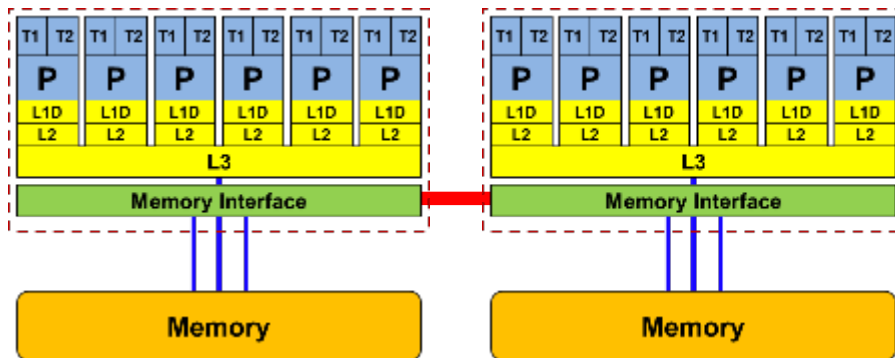 T1 T2 T1 T2 T1 T2 T1 T2 T1 T2 T1 T2
P P P P P P
L1D L1D L1D L1D L1D L1D
L2 L2 L2 L2 L2 L2
L3
Memory Interface
Memory
T1 T2 T1 T2 T1 T2 T1 T2 T1 T2 T1 T2
P P P P P P
L1D L1D L1D L1D L1D L1D
L2 L2 L2 L2 L2 L2
L3
Memory Interface
Memory